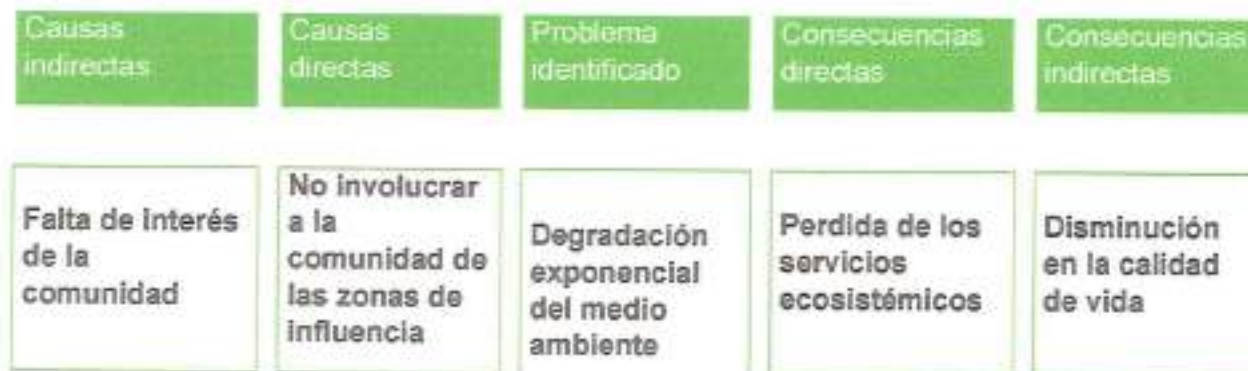 Causas
indirectas
Causas
directas
Problema
identificado
Consecuencias
directas
Consecuencias
indirectas
Falta de interés
de la
comunidad
No involucrar
a la
comunidad de
las zonas de
influencia
Degradación
exponencial
del medio
ambiente
Perdida de los
servicios
ecosistémicos
Disminución
en la calidad
de vida